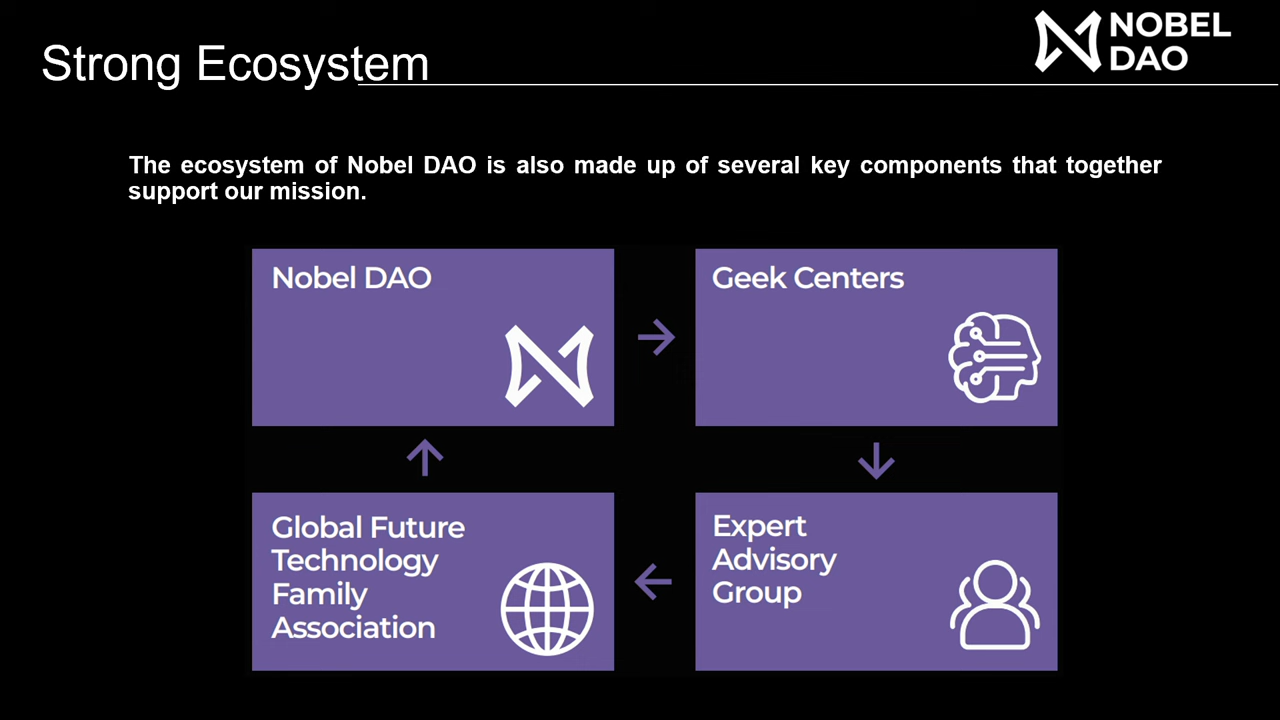 Strong Ecosystem
NOBEL
DAO
The ecosystem of Nobel DAO is also made up of several key components that together
support our mission.
Nobel DAO
Geek Centers
Global Future
Technology
Family
Association
Expert
Advisory
Group